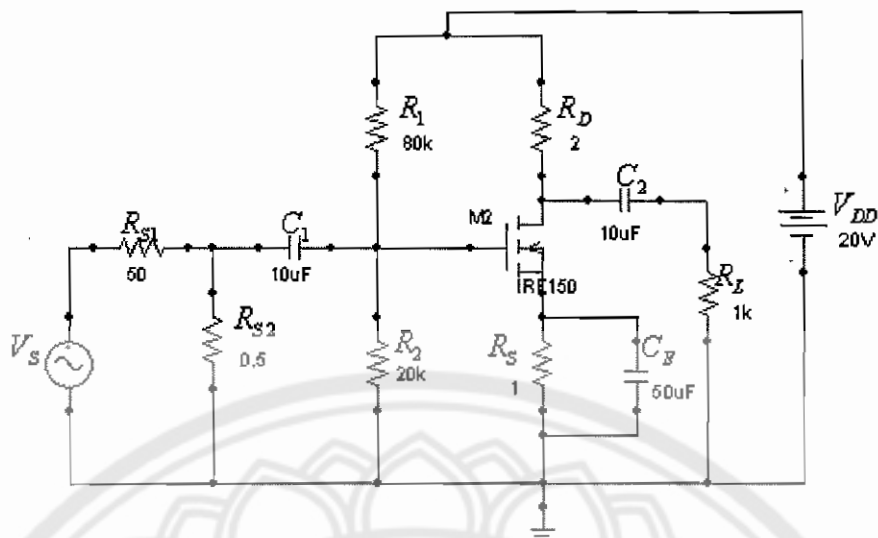 R1
80k
RD
2
C2
10uF
M2
IRF150
VDD
20V
RS1
50
C1
10uF
RL
1k
VS
RS2
0.5
R2
20k
RS
1
CE
50uF